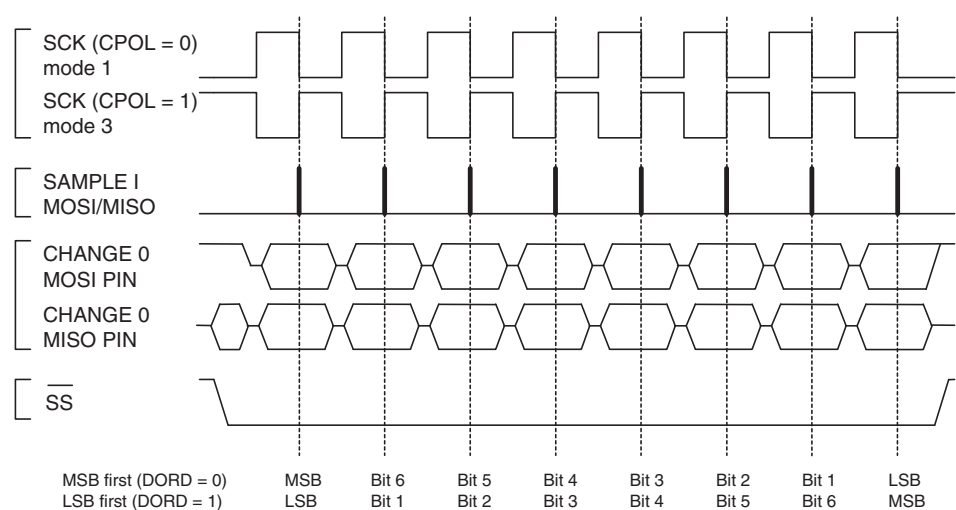 SCK (CPOL = 0)
mode 1
SCK (CPOL = 1)
mode 3
SAMPLE I
MOSI/MISO
CHANGE 0
MOSI PIN
CHANGE 0
MISO PIN
SS
MSB first (DORD = 0) MSB Bit 6 Bit 5 Bit 4 Bit 3 Bit 2 Bit 1 LSB
LSB first (DORD = 1) LSB Bit 1 Bit 2 Bit 3 Bit 4 Bit 5 Bit 6 MSB